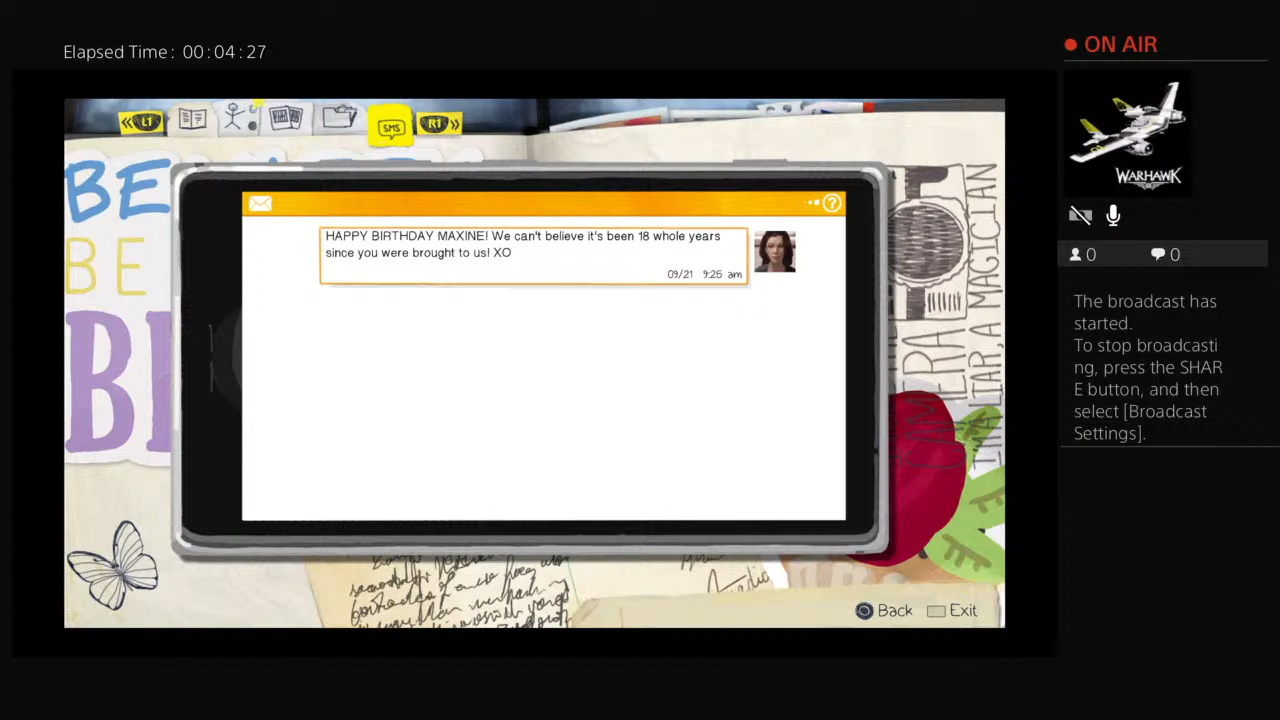 Elapsed Time: 00:04:27
ON AIR
L1
SMS
R1
BE
BE
HAPPY BIRTHDAY MAXINE! We can't believe it's been 18 whole years
since you were brought to us! XO
09/21 9:25 am
?
WARHAWK
0
0
The broadcast has
started.
To stop broadcasti
ng, press the SHAR
E button, and then
select [Broadcast
Settings].
LIAR, A MAGICIAN
Back
Exit